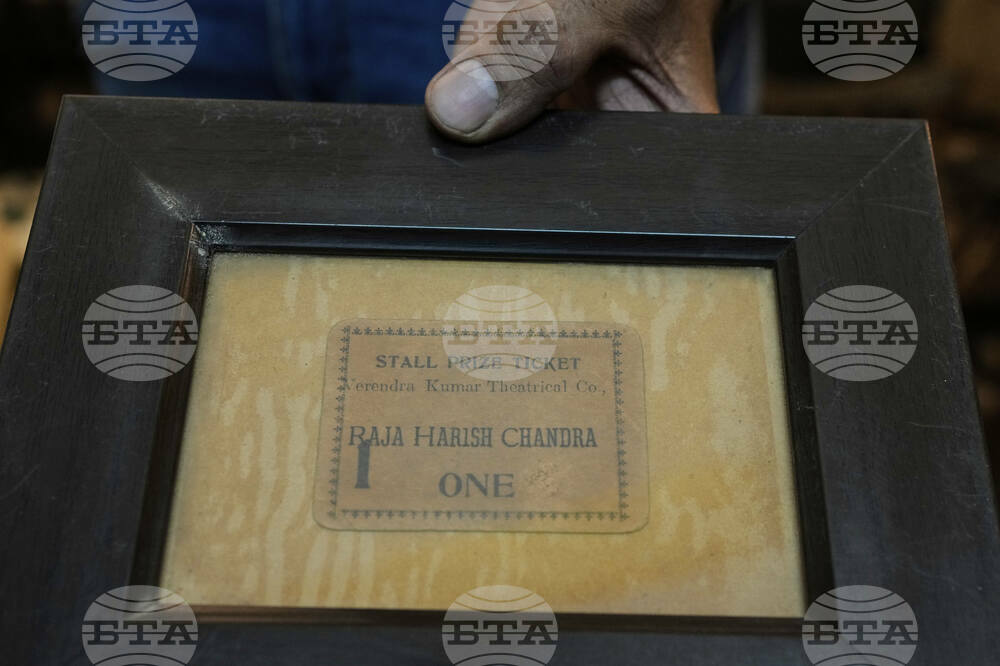 БТА БТА БТА
STALL PRIZE TICKET
Verendra Kumar Theatrical Co.,
БТА БТА БТА
RAJA HARISH CHANDRA
1 ONE
БТА БТА БТА